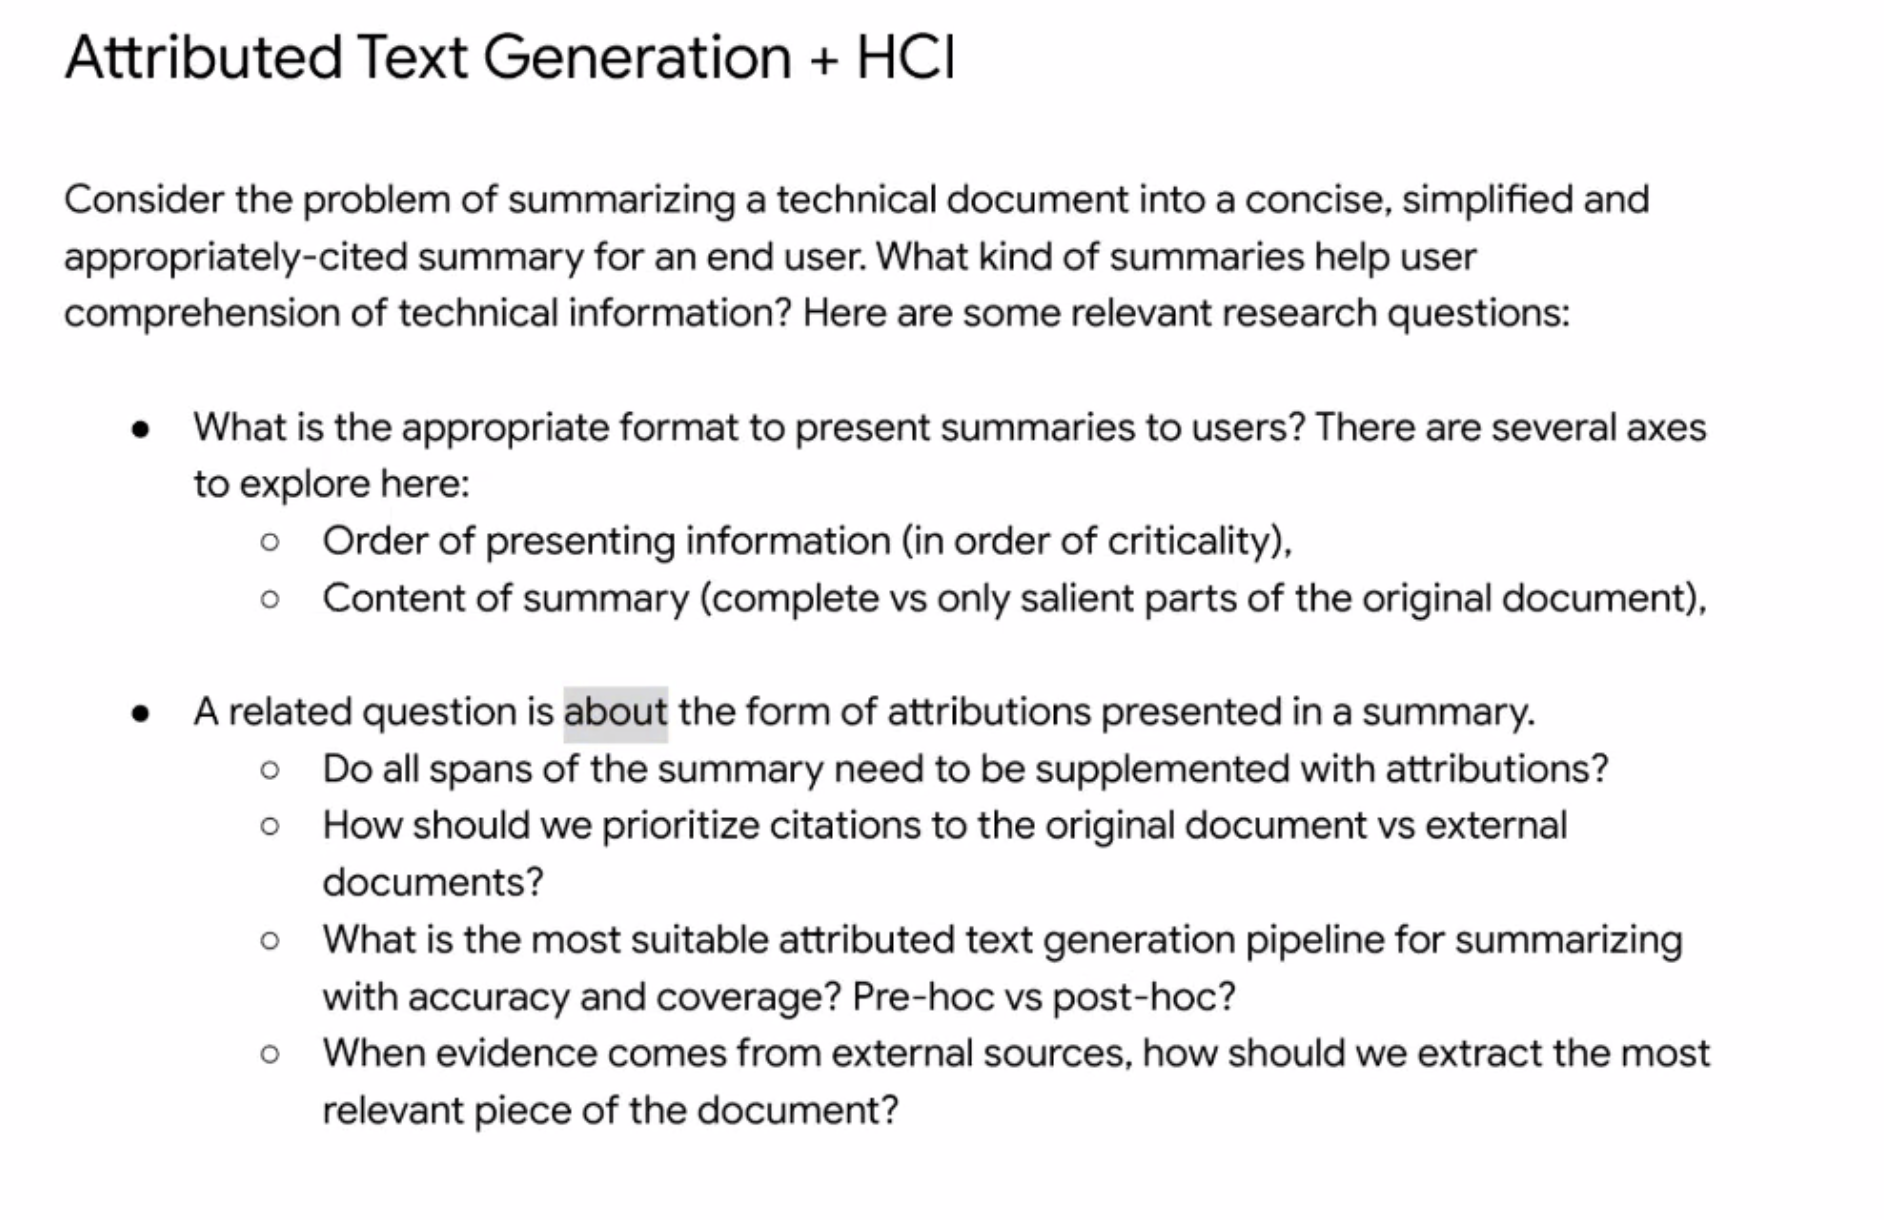 Attributed Text Generation + HCI
Consider the problem of summarizing a technical document into a concise, simplified and
appropriately-cited summary for an end user. What kind of summaries help user
comprehension of technical information? Here are some relevant research questions:
● What is the appropriate format to present summaries to users? There are several axes
to explore here:
○ Order of presenting information (in order of criticality),
○ Content of summary (complete vs only salient parts of the original document),
● A related question is about the form of attributions presented in a summary.
○ Do all spans of the summary need to be supplemented with attributions?
○ How should we prioritize citations to the original document vs external
documents?
○ What is the most suitable attributed text generation pipeline for summarizing
with accuracy and coverage? Pre-hoc vs post-hoc?
○ When evidence comes from external sources, how should we extract the most
relevant piece of the document?